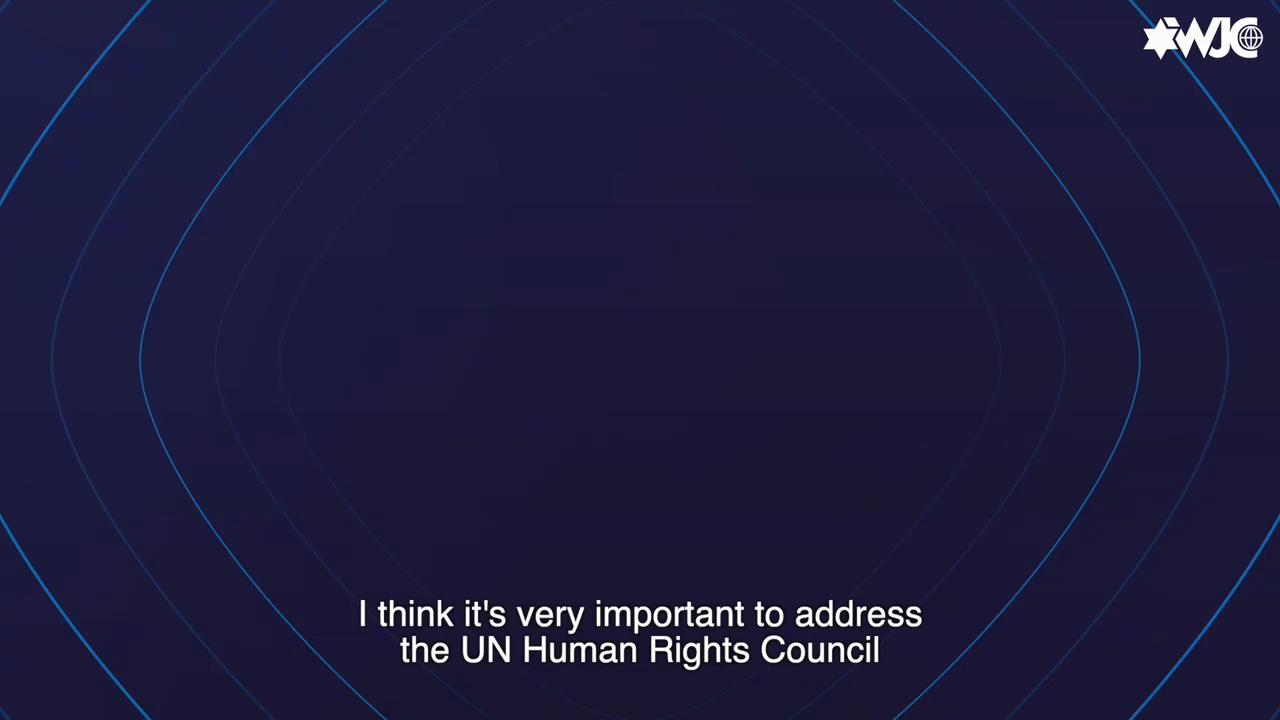 WJC
I think it's very important to address
the UN Human Rights Council